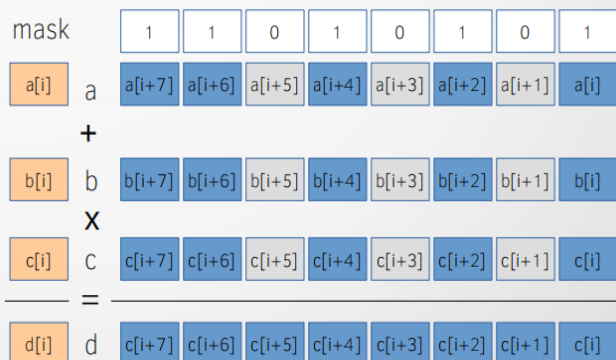 mask 1 1 0 1 0 1 0 1
a[i] a a[i+7] a[i+6] a[i+5] a[i+4] a[i+3] a[i+2] a[i+1] a[i]
+
b[i] b b[i+7] b[i+6] b[i+5] b[i+4] b[i+3] b[i+2] b[i+1] b[i]
x
c[i] c c[i+7] c[i+6] c[i+5] c[i+4] c[i+3] c[i+2] c[i+1] c[i]
=
d[i] d c[i+7] c[i+6] c[i+5] c[i+4] c[i+3] c[i+2] c[i+1] c[i]